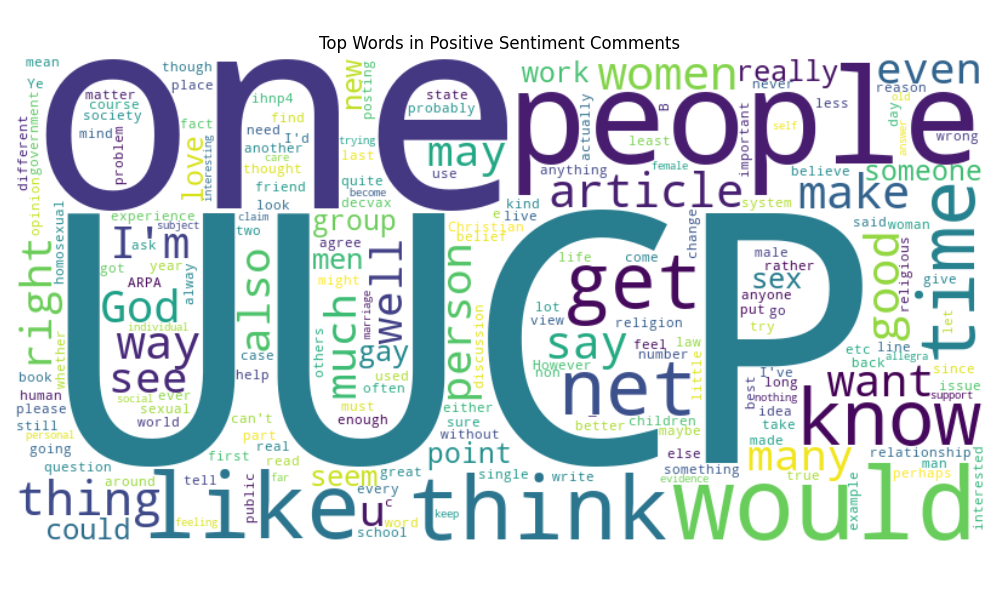 Top Words in Positive Sentiment Comments
one
people
UUCP
mean
though
place
Ye
matter
course
society
mind
problem
government
different
opinion
homosexual
fact
love
interesting
ihnp4
find
need
I'd
another
care
thought
friend
look
new
posting
trying
last
quite
become
decvax
state
probably
may
use
work
women
really
never
even
reason
B
less
old
day
self
answer
wrong
actually
least
important
anything
female
believe
someone
article
system
make
kind
live
e
Christian
belief
said
woman
experience
subject
claim
two
I'm
ask
got
year
ARPA
alway
God
individual
way
see
right
also
group
agree
men
might
marriage
well
much
gay
others
used
often
must
enough
person
discussion
either
sure
without
change
life
come
get
lot
view
religion
say
feel
However
number
non
law
little
net
better
children
maybe
male
rather
sex
anyone
put
go
try
good
religious
give
time
let
etc
line
back
allegra
since
I've
long
nothing
best
idea
take
made
want
issue
support
know
whether
book
human
please
still
going
personal
social
ever
sexual
world
case
help
can't
part
first
real
read
far
question
around
tell
public
seem
great
every
c
u
word
school
keep
point
single
write
else
something
evidence
many
true
relationship
man
perhaps
example
interested
thing
could
like
feeling
think
would